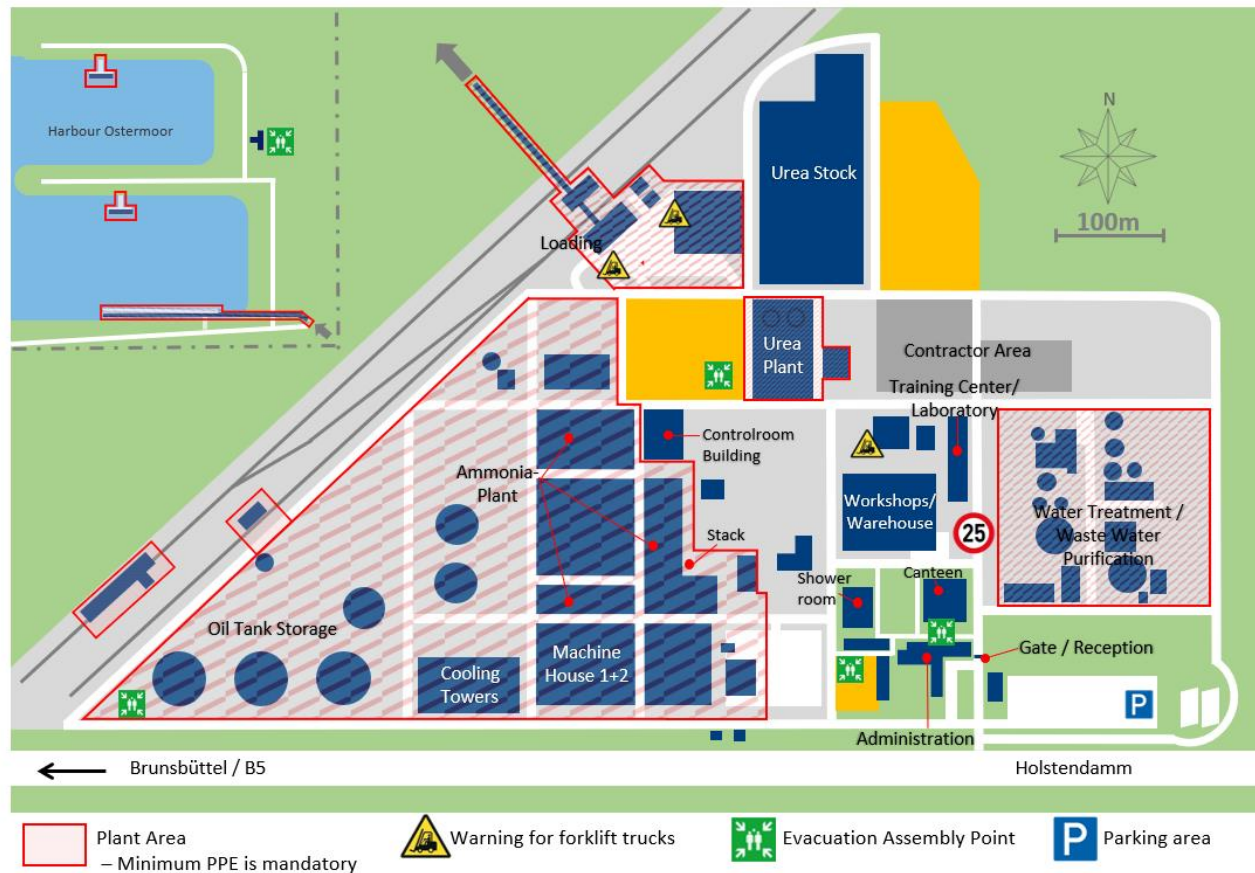 Harbour Ostermoor
N
100m
Urea Stock
Loading
Urea
Plant
Contractor Area
Training Center/
Laboratory
Controlroom
Building
Ammonia-
Plant
Stack
Workshops/
Warehouse
25
Water Treatment /
Waste Water
Purification
Shower
room
Canteen
Oil Tank Storage
Cooling
Towers
Machine
House 1+2
Gate / Reception
P
Administration
Brunsbüttel / B5
Holstendamm
Plant Area
– Minimum PPE is mandatory
Warning for forklift trucks
Evacuation Assembly Point
P
Parking area